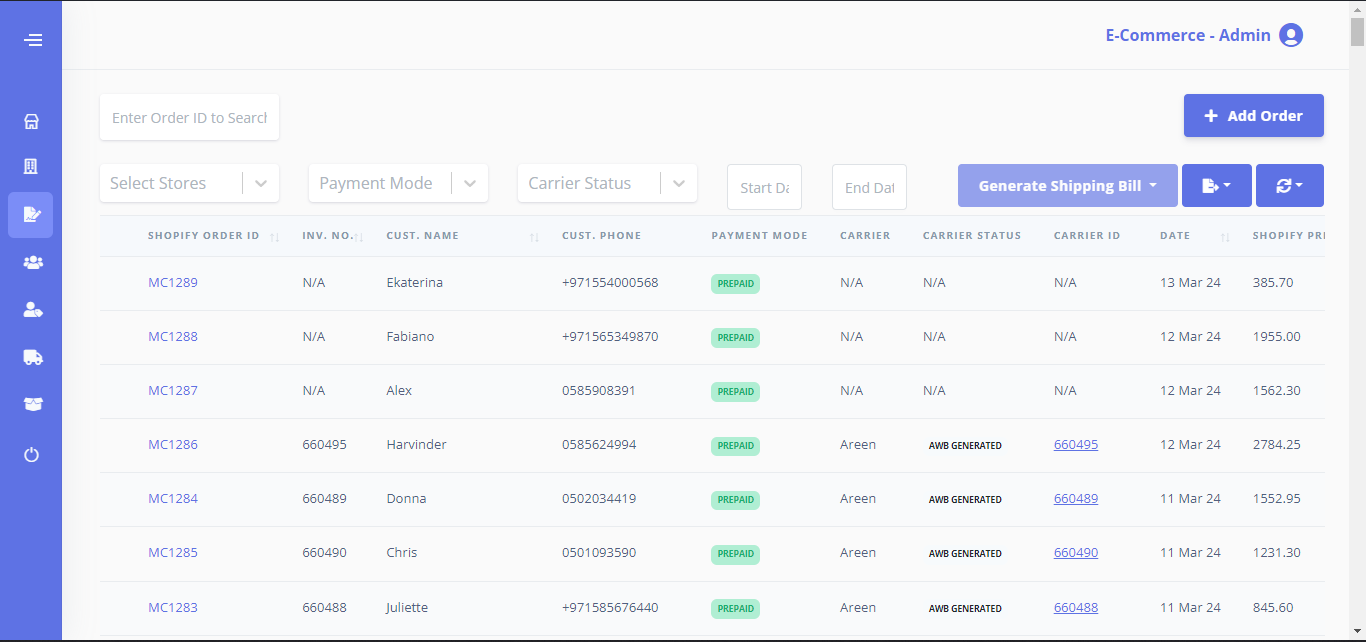 E-Commerce - Admin
Enter Order ID to Search
+ Add Order
Select Stores Payment Mode Carrier Status Start Da End Dat Generate Shipping Bill
SHOPIFY ORDER ID INV. NO. CUST. NAME CUST. PHONE PAYMENT MODE CARRIER CARRIER STATUS CARRIER ID DATE SHOPIFY PRI
MC1289 N/A Ekaterina +971554000568 PREPAID N/A N/A N/A 13 Mar 24 385.70
MC1288 N/A Fabiano +971565349870 PREPAID N/A N/A N/A 12 Mar 24 1955.00
MC1287 N/A Alex 0585908391 PREPAID N/A N/A N/A 12 Mar 24 1562.30
MC1286 660495 Harvinder 0585624994 PREPAID Areen AWB GENERATED 660495 12 Mar 24 2784.25
MC1284 660489 Donna 0502034419 PREPAID Areen AWB GENERATED 660489 11 Mar 24 1552.95
MC1285 660490 Chris 0501093590 PREPAID Areen AWB GENERATED 660490 11 Mar 24 1231.30
MC1283 660488 Juliette +971585676440 PREPAID Areen AWB GENERATED 660488 11 Mar 24 845.60